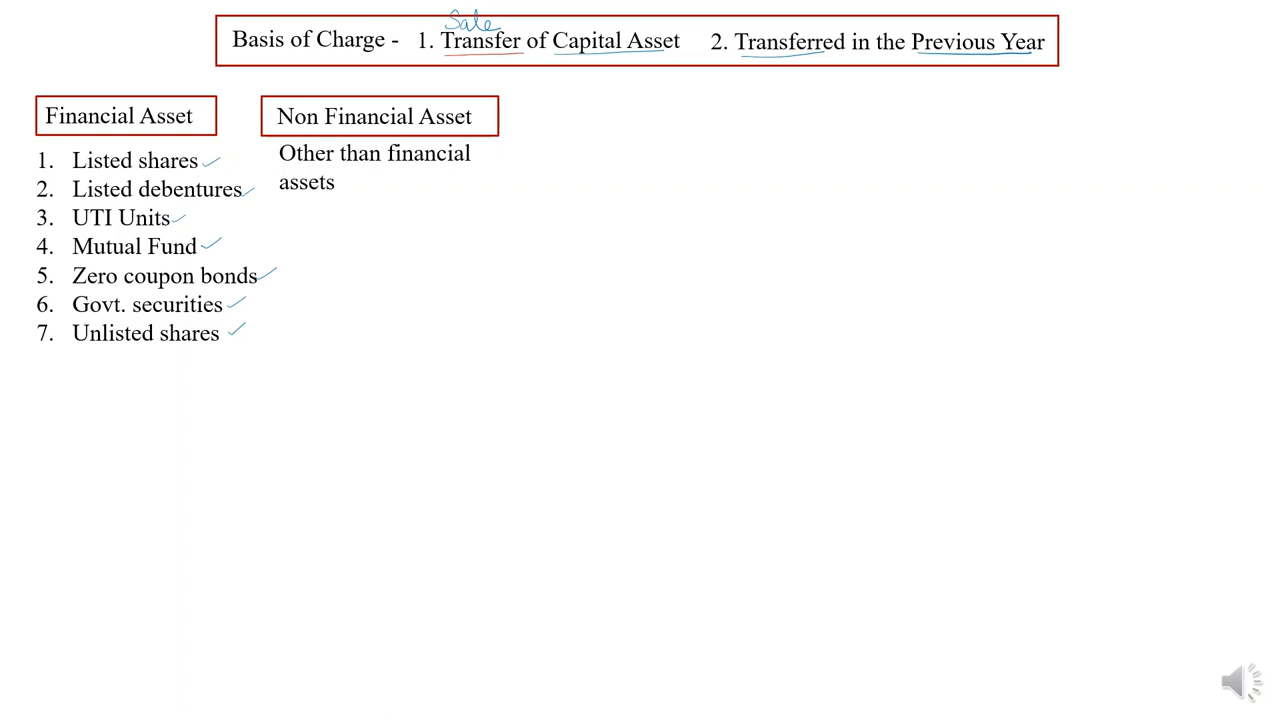 Sale
Basis of Charge - 1. Transfer of Capital Asset 2. Transferred in the Previous Year
Financial Asset
1. Listed shares
2. Listed debentures
3. UTI Units
4. Mutual Fund
5. Zero coupon bonds
6. Govt. securities
7. Unlisted shares
Non Financial Asset
Other than financial
assets